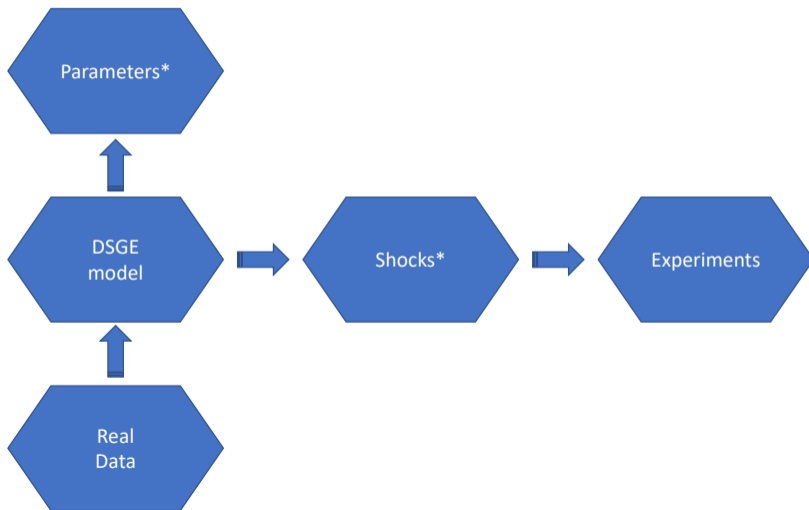 Parameters*
DSGE
model
Shocks*
Experiments
Real
Data